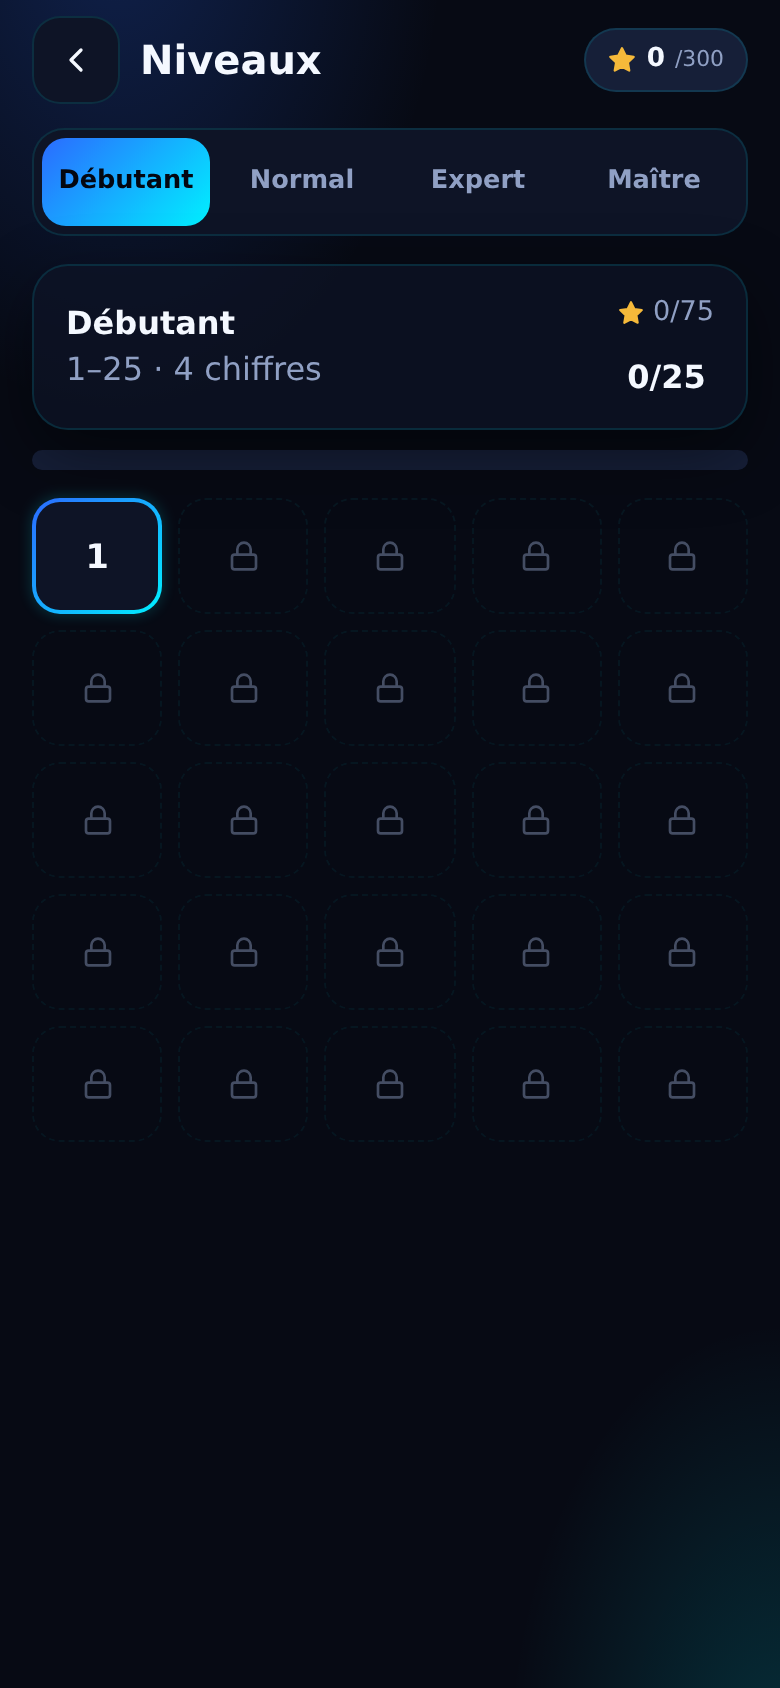 Niveaux
0 /300
Débutant Normal Expert Maître
Débutant
0/75
1–25 · 4 chiffres
0/25
1